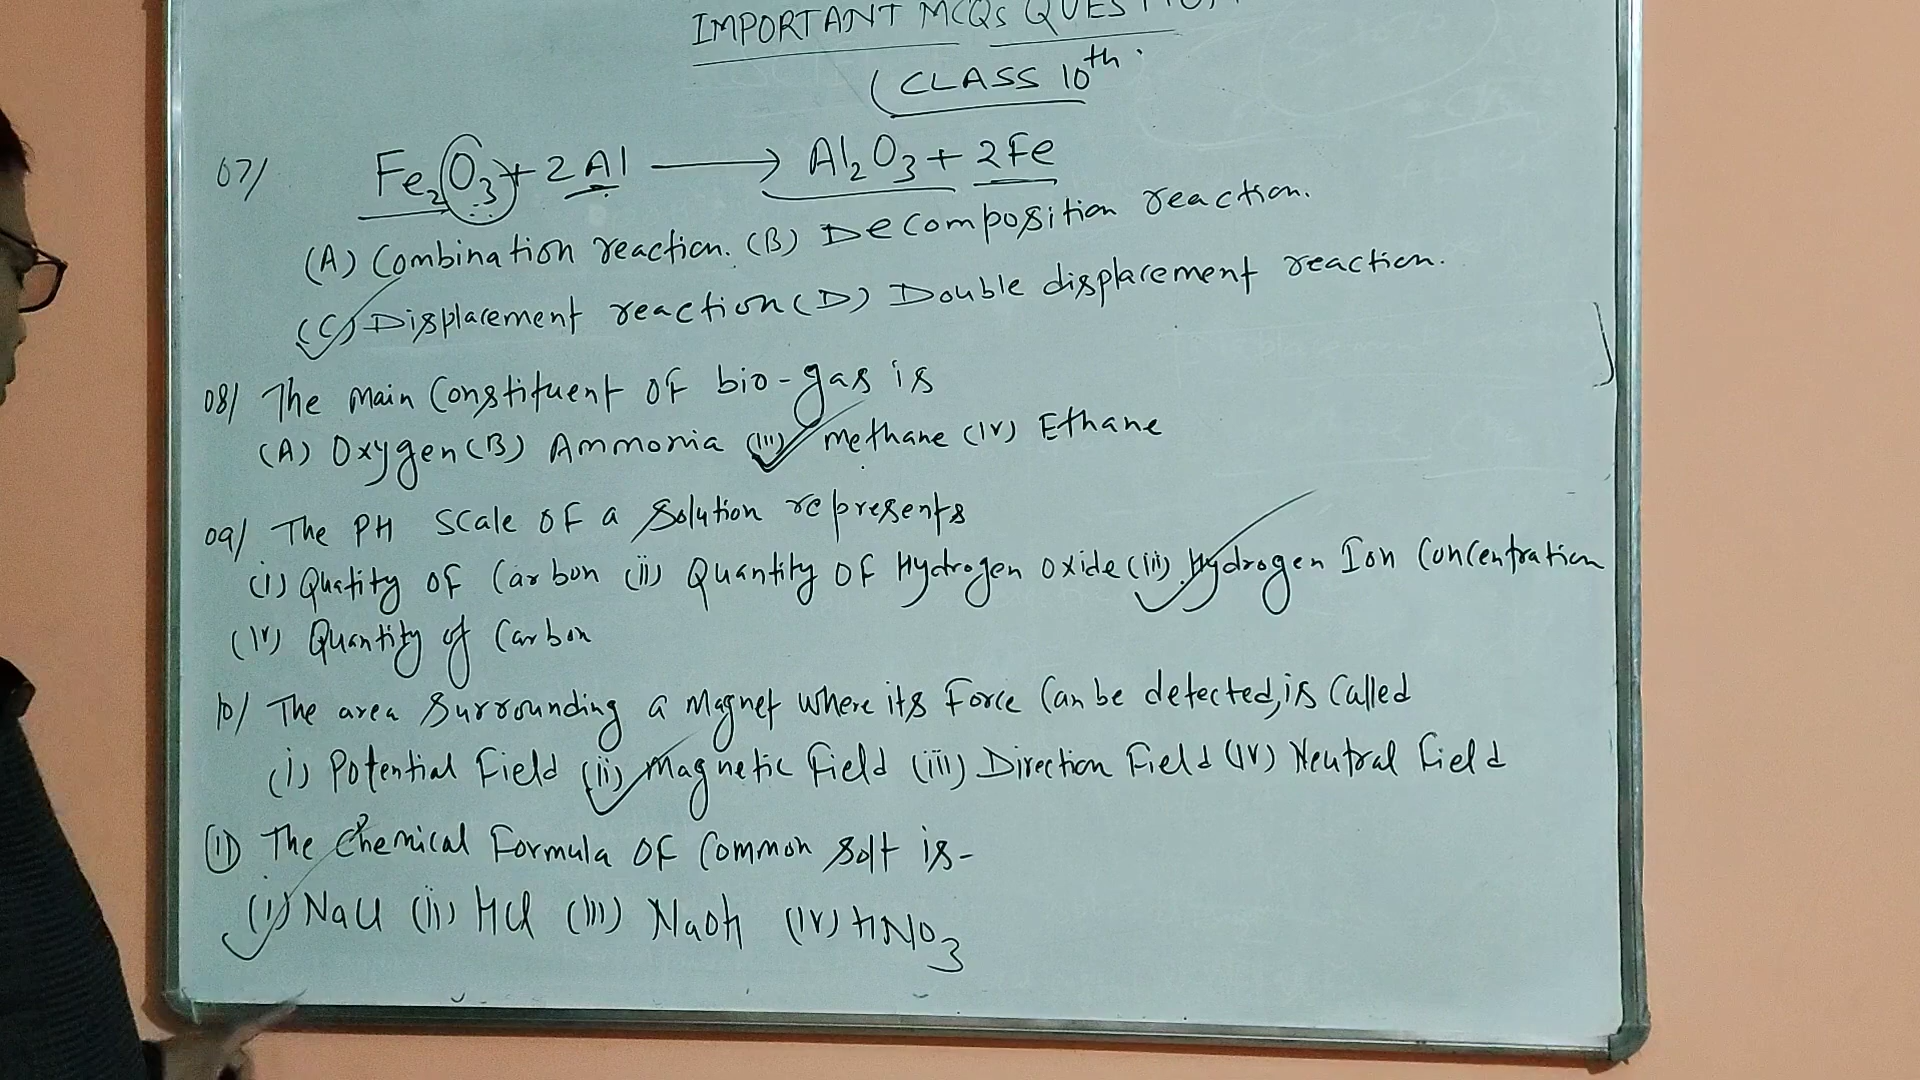 IMPORTANT MCQs QUESTION
(CLASS 10th.
07/ Fe2O3 + 2Al → Al2O3 + 2Fe
(A) Combination reaction. (B) Decomposition reaction.
(C) Displacement reaction (D) Double displacement reaction.
08/ The main Constituent of bio-gas is
(A) Oxygen (B) Ammonia (iii) methane (iv) Ethane
09/ The PH Scale of a Solution represents
(i) Quatity of Carbon (ii) Quantity of Hydrogen oxide (iii) Hydrogen Ion Concentration
(iv) Quantity of Carbon
10/ The area Surrounding a Magnet where its Force Can be detected, is Called
(i) Potential Field (ii) Magnetic Field (iii) Direction Field (iv) Neutral Field
(11) The Chemical Formula of Common Salt is-
(i) NaCl (ii) HCl (iii) NaOH (iv) HNO3